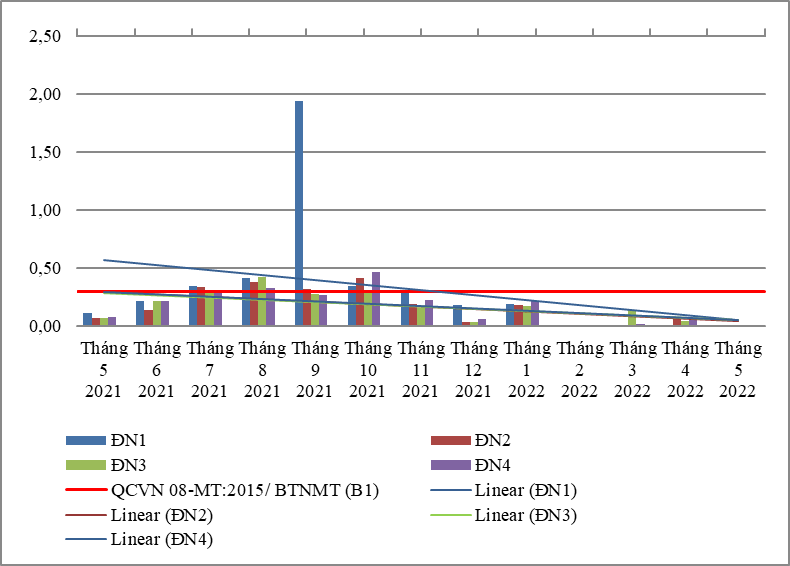 2,50
2,00
1,50
1,00
0,50
0,00
Tháng Tháng Tháng Tháng Tháng Tháng Tháng Tháng Tháng Tháng Tháng Tháng Tháng
5 6 7 8 9 10 11 12 1 2 3 4 5
2021 2021 2021 2021 2021 2021 2021 2021 2022 2022 2022 2022 2022
ĐN1 ĐN2
ĐN3 ĐN4
QCVN 08-MT:2015/ BTNMT (B1) Linear (ĐN1)
Linear (ĐN2) Linear (ĐN3)
Linear (ĐN4)